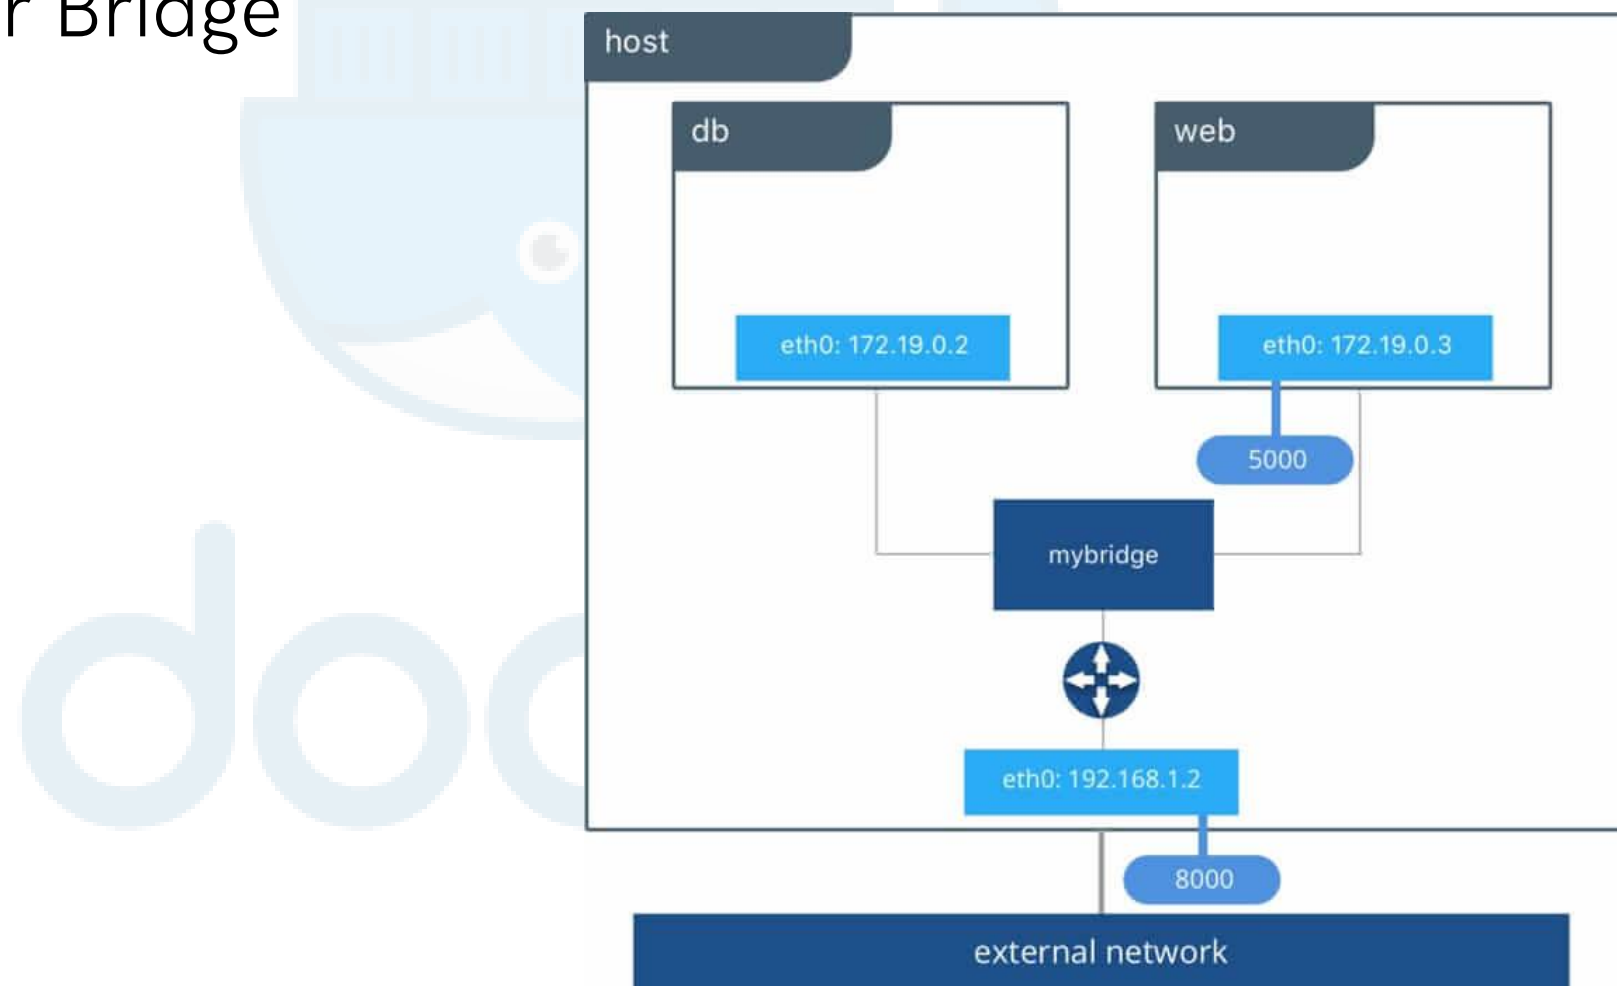 r Bridge
host
db
web
eth0: 172.19.0.2
eth0: 172.19.0.3
5000
mybridge
eth0: 192.168.1.2
8000
external network
doc